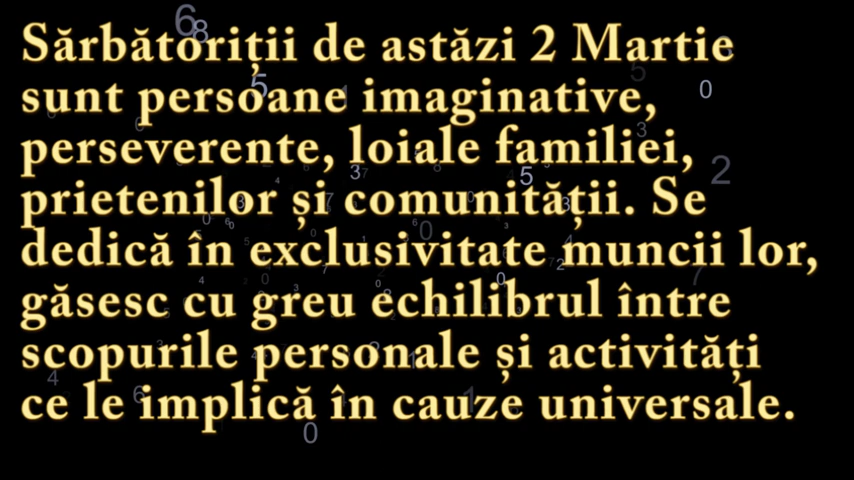 Sărbătoriții de astăzi 2 Martie
sunt persoane imaginative,
perseverente, loiale familiei,
prietenilor și comunității. Se
dedică în exclusivitate muncii lor,
găsesc cu greu echilibrul între
scopurile personale și activități
ce le implică în cauze universale.